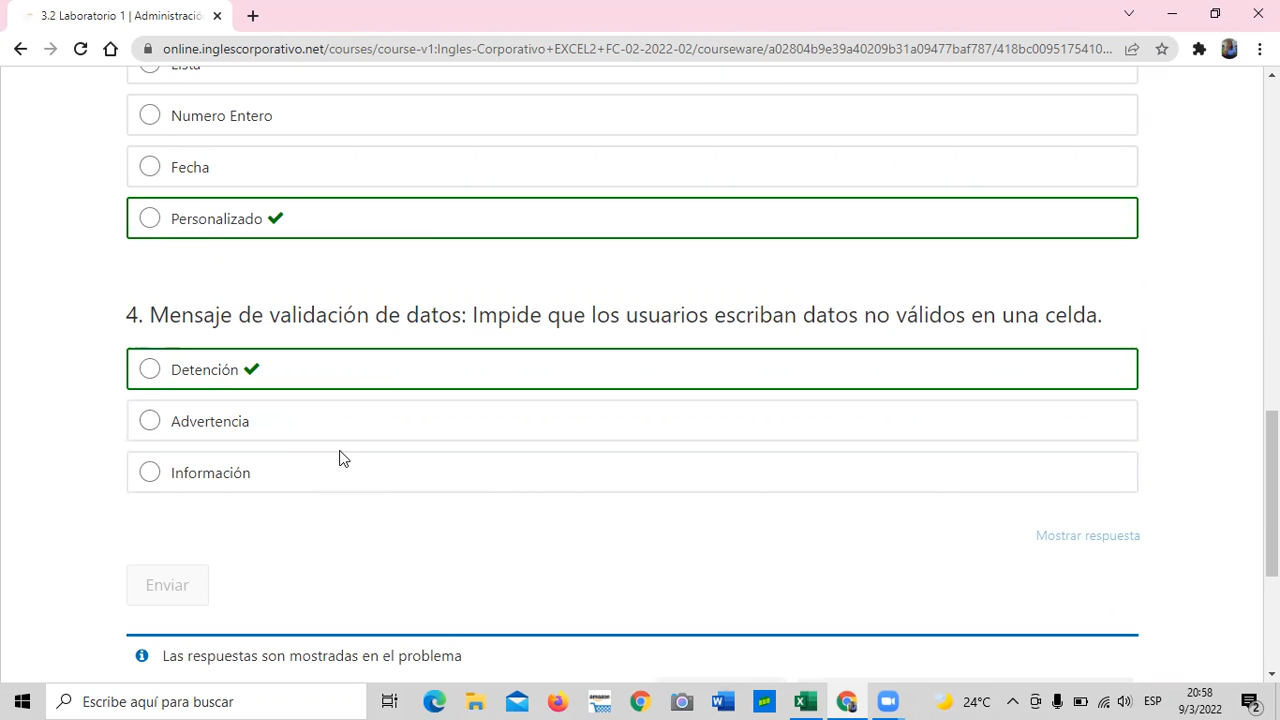 3.2 Laboratorio 1 | Administració
online.inglescorporativo.net/courses/course-v1:Ingles-Corporativo+EXCEL2+FC-02-2022-02/courseware/a02804b9e39a40209b31a09477baf787/418bc0095175410...
Lista
Numero Entero
Fecha
Personalizado
4. Mensaje de validación de datos: Impide que los usuarios escriban datos no válidos en una celda.
Detención
Advertencia
Información
Mostrar respuesta
Enviar
Las respuestas son mostradas en el problema
Escribe aquí para buscar
24°C
ESP
20:58
9/3/2022
2